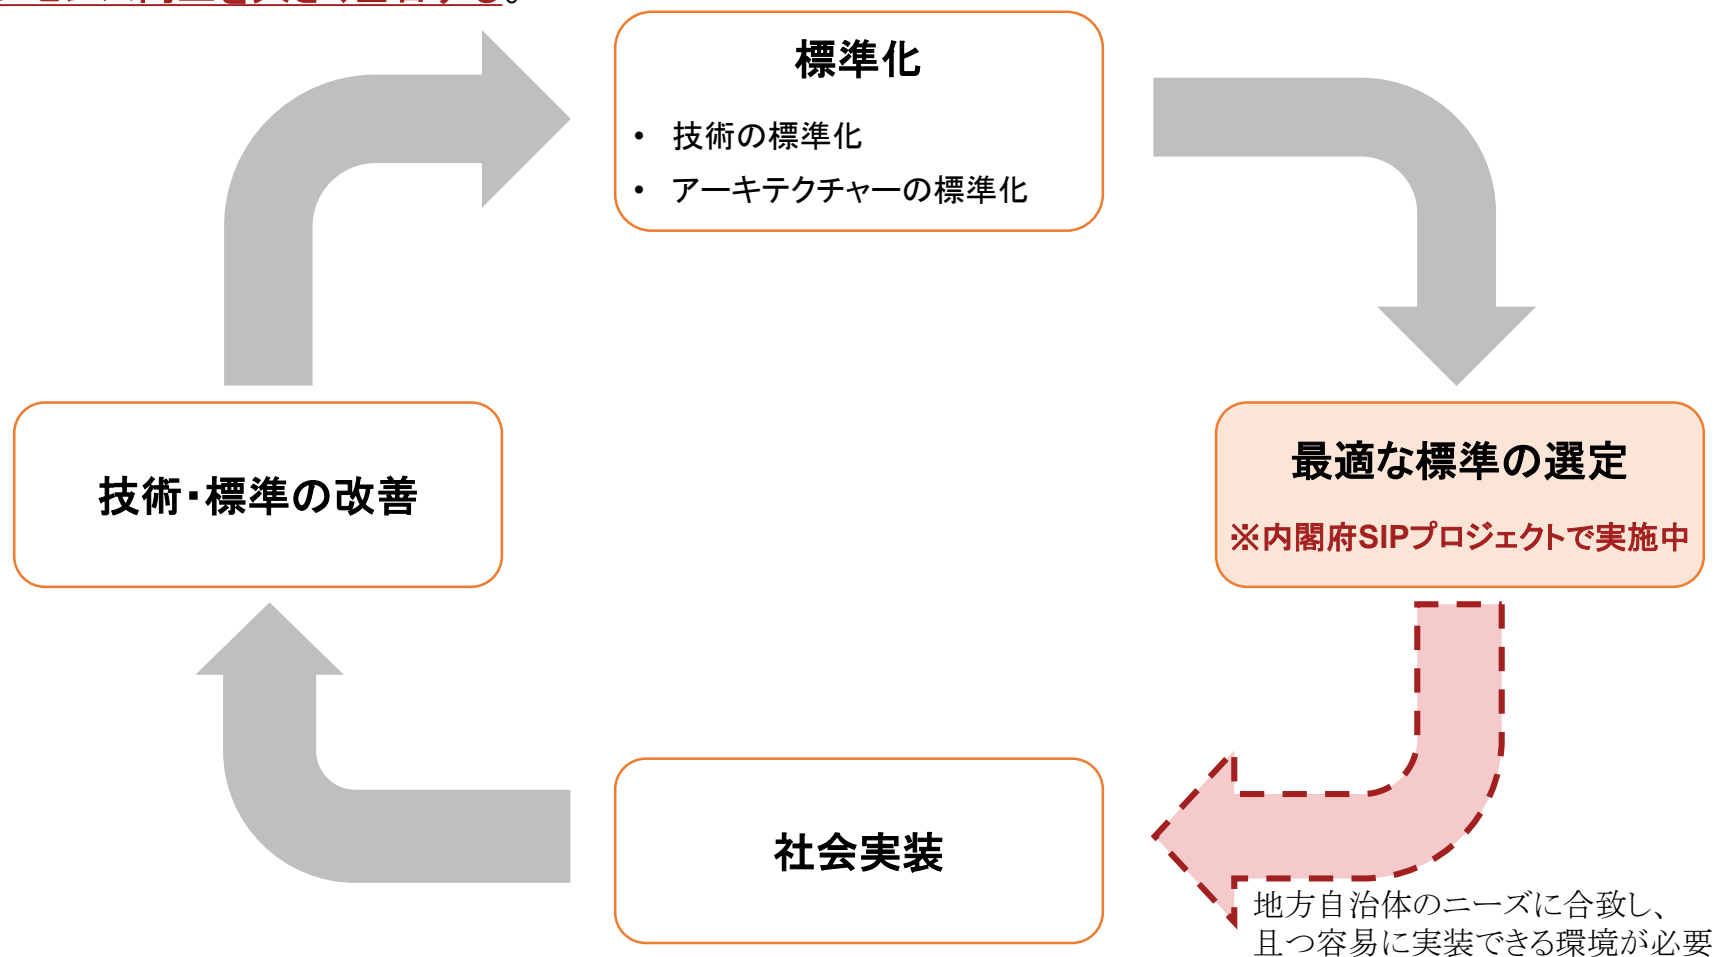 標準化
• 技術の標準化
• アーキテクチャーの標準化
技術・標準の改善
最適な標準の選定
※内閣府SIPプロジェクトで実施中
社会実装
地方自治体のニーズに合致し、
且つ容易に実装できる環境が必要